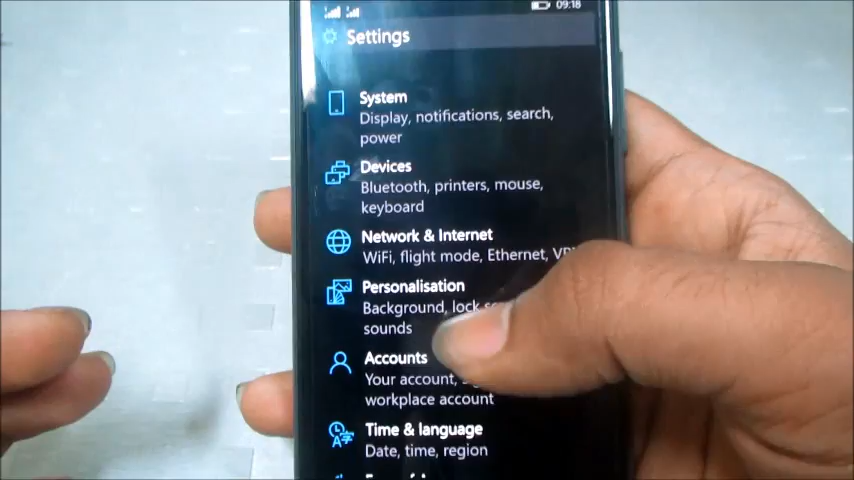 09:18
Settings
System
Display, notifications, search,
power
Devices
Bluetooth, printers, mouse,
keyboard
Network & Internet
WiFi, flight mode, Ethernet,
Personalisation
Background, lock
sounds
Accounts
Your account,
workplace account
Time & language
Date, time, region